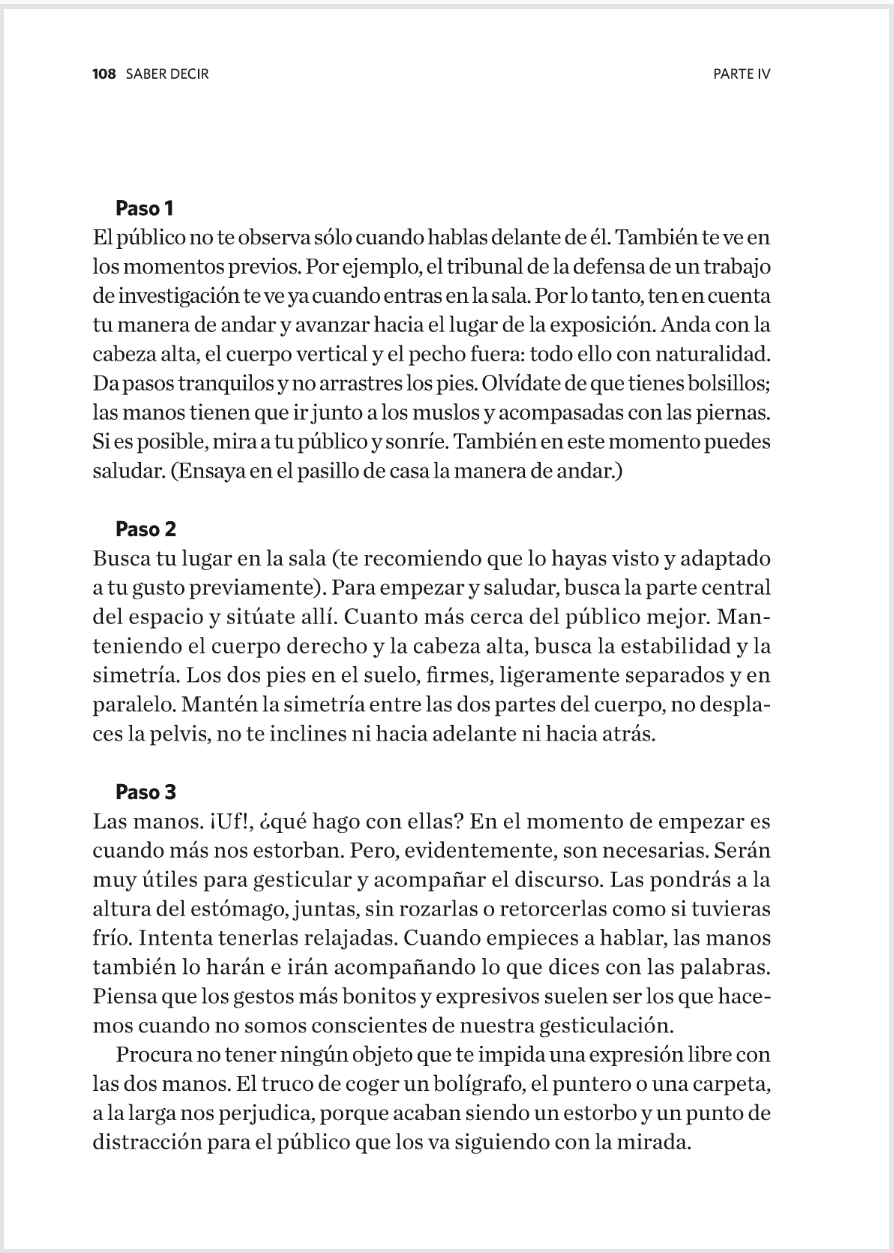 108 SABER DECIR PARTE IV
Paso 1
El público no te observa sólo cuando hablas delante de él. También te ve en
los momentos previos. Por ejemplo, el tribunal de la defensa de un trabajo
de investigación te ve ya cuando entras en la sala. Por lo tanto, ten en cuenta
tu manera de andar y avanzar hacia el lugar de la exposición. Anda con la
cabeza alta, el cuerpo vertical y el pecho fuera: todo ello con naturalidad.
Da pasos tranquilos y no arrastres los pies. Olvídate de que tienes bolsillos;
las manos tienen que ir junto a los muslos y acompasadas con las piernas.
Si es posible, mira a tu público y sonríe. También en este momento puedes
saludar. (Ensaya en el pasillo de casa la manera de andar.)
Paso 2
Busca tu lugar en la sala (te recomiendo que lo hayas visto y adaptado
a tu gusto previamente). Para empezar y saludar, busca la parte central
del espacio y sitúate allí. Cuanto más cerca del público mejor. Man-
teniendo el cuerpo derecho y la cabeza alta, busca la estabilidad y la
simetría. Los dos pies en el suelo, firmes, ligeramente separados y en
paralelo. Mantén la simetría entre las dos partes del cuerpo, no despla-
ces la pelvis, no te inclines ni hacia adelante ni hacia atrás.
Paso 3
Las manos. ¡Uf!, ¿qué hago con ellas? En el momento de empezar es
cuando más nos estorban. Pero, evidentemente, son necesarias. Serán
muy útiles para gesticular y acompañar el discurso. Las pondrás a la
altura del estómago, juntas, sin rozarlas o retorcerlas como si tuvieras
frío. Intenta tenerlas relajadas. Cuando empieces a hablar, las manos
también lo harán e irán acompañando lo que dices con las palabras.
Piensa que los gestos más bonitos y expresivos suelen ser los que hace-
mos cuando no somos conscientes de nuestra gesticulación.
Procura no tener ningún objeto que te impida una expresión libre con
las dos manos. El truco de coger un bolígrafo, el puntero o una carpeta,
a la larga nos perjudica, porque acaban siendo un estorbo y un punto de
distracción para el público que los va siguiendo con la mirada.